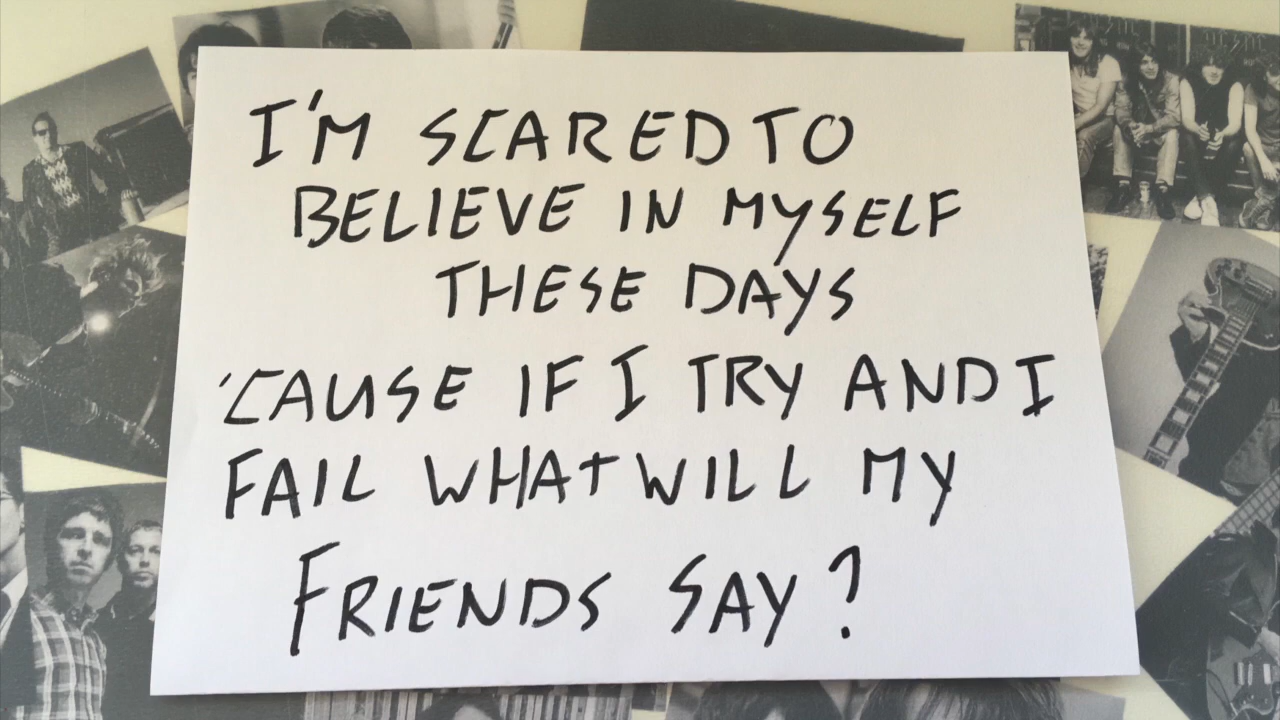 I'M SCARED TO
BELIEVE IN MYSELF
THESE DAYS
'CAUSE IF I TRY AND I
FAIL WHAT WILL MY
FRIENDS SAY?